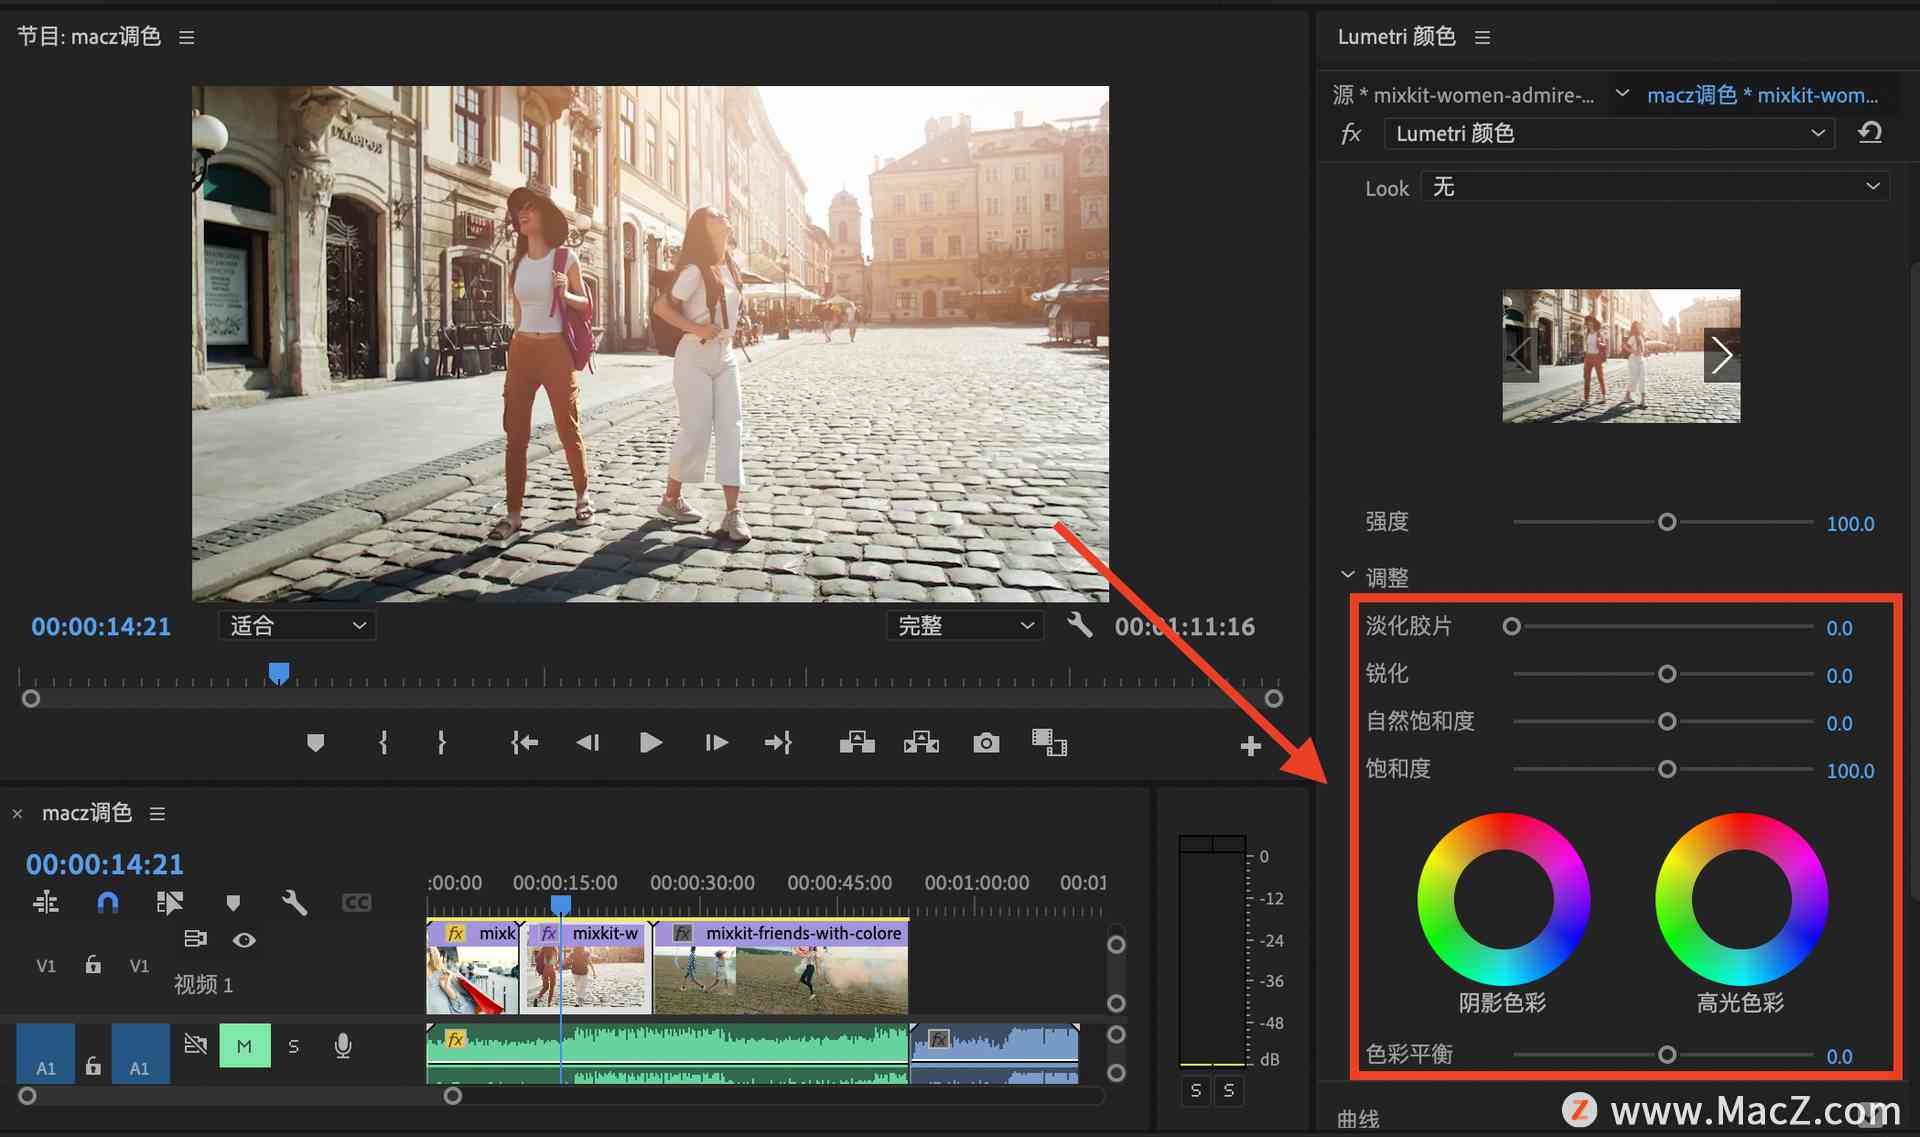 节目: macz调色
Lumetri 颜色
源 * mixkit-women-admire-...
macz调色 * mixkit-wom...
fx
Lumetri 颜色
Look
无
强度
100.0
调整
淡化胶片
0.0
锐化
0.0
自然饱和度
0.0
饱和度
100.0
阴影色彩
高光色彩
色彩平衡
0.0
曲线
00:00:14:21
适合
完整
00:01:11:16
× macz调色
00:00:14:21
CC
:00:00
00:00:15:00
00:00:30:00
00:00:45:00
00:01:00:00
00:01
fx mixk
fx mixkit-w
fx mixkit-friends-with-colore
V1
V1
视频 1
A1
A1
M
S
fx
fx
0
-12
-24
-36
-48
dB
S
S
Z www.MacZ.com